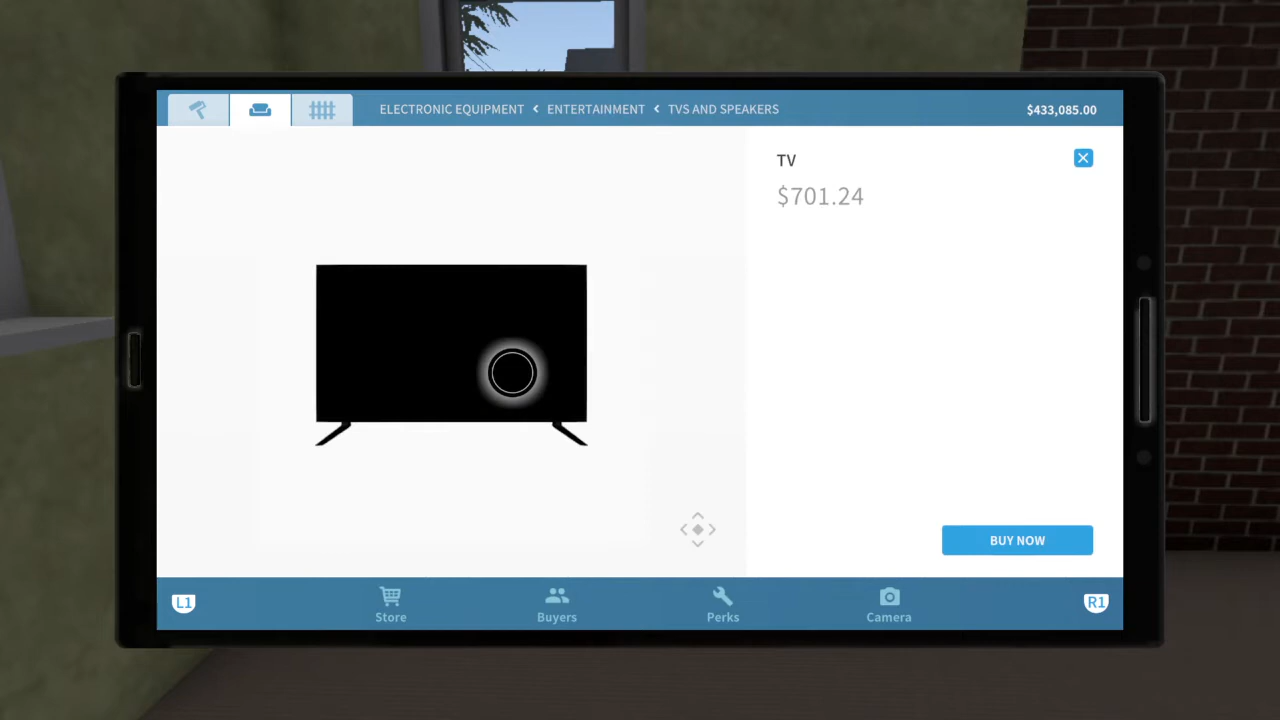 ELECTRONIC EQUIPMENT < ENTERTAINMENT < TVS AND SPEAKERS $433,085.00
TV
$701.24
BUY NOW
L1 Store Buyers Perks Camera R1